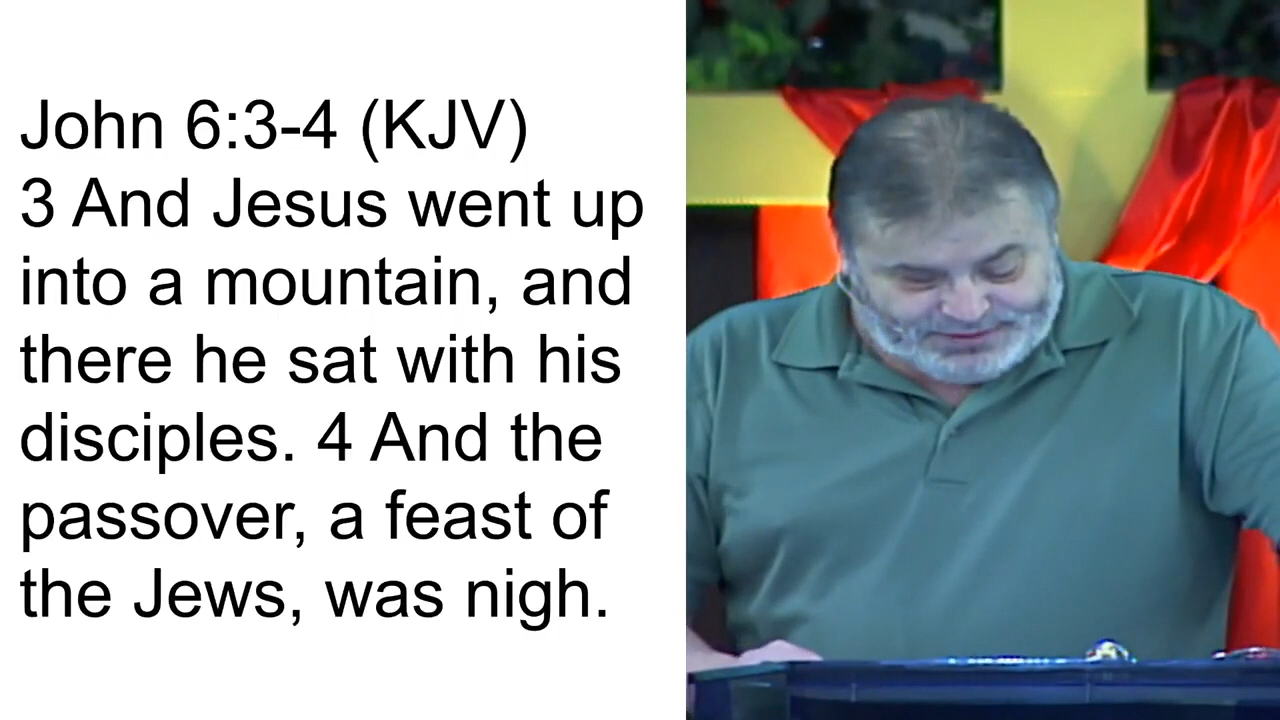 John 6:3-4 (KJV)
3 And Jesus went up
into a mountain, and
there he sat with his
disciples. 4 And the
passover, a feast of
the Jews, was nigh.